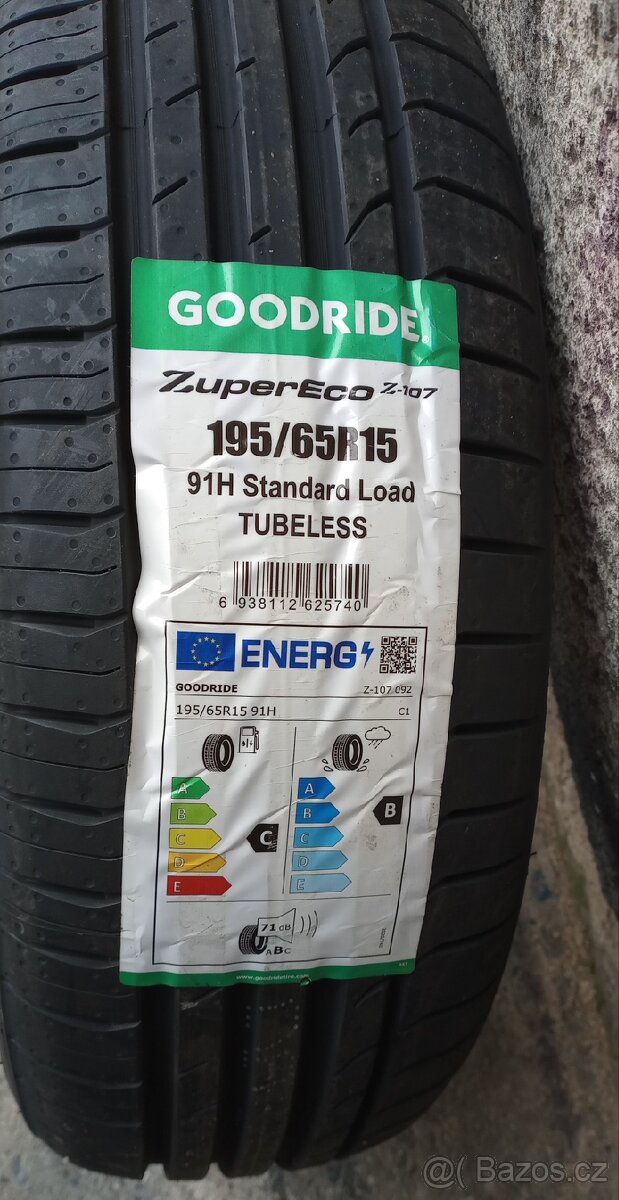 GOODRIDE
ZuperEco Z-107
195/65R15
91H Standard Load
TUBELESS
6 938112 625740
ENERG
GOODRIDE Z-107 092
195/65R15 91H C1
A A
B B B
C C C
D D
E E
71 dB
ABC
www.goodridetire.com
@( Bazos.cz